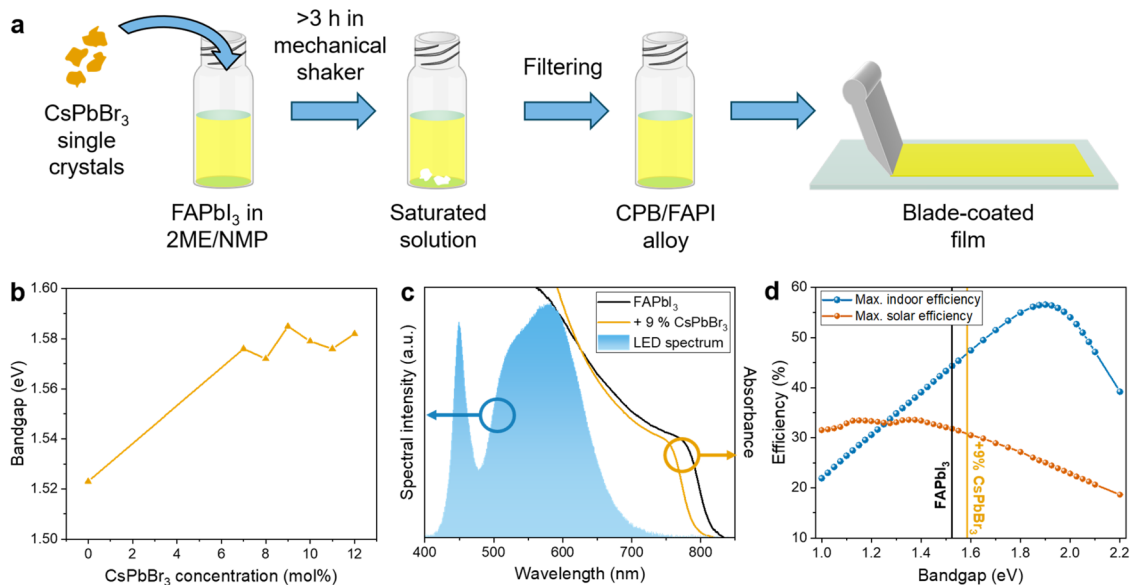 a
>3 h in
mechanical
shaker
Filtering
CsPbBr₃
single
crystals
FAPbI₃ in
2ME/NMP
Saturated
solution
CPB/FAPI
alloy
Blade-coated
film
b
Bandgap (eV)
1.60
1.58
1.56
1.54
1.52
1.50
0 2 4 6 8 10 12
CsPbBr₃ concentration (mol%)
c
Spectral intensity (a.u.)
FAPbI₃
+ 9 % CsPbBr₃
LED spectrum
Absorbance
400 500 600 700 800
Wavelength (nm)
d
Efficiency (%)
60
50
40
30
20
10
Max. indoor efficiency
Max. solar efficiency
FAPbI₃
+9% CsPbBr₃
1.0 1.2 1.4 1.6 1.8 2.0 2.2
Bandgap (eV)